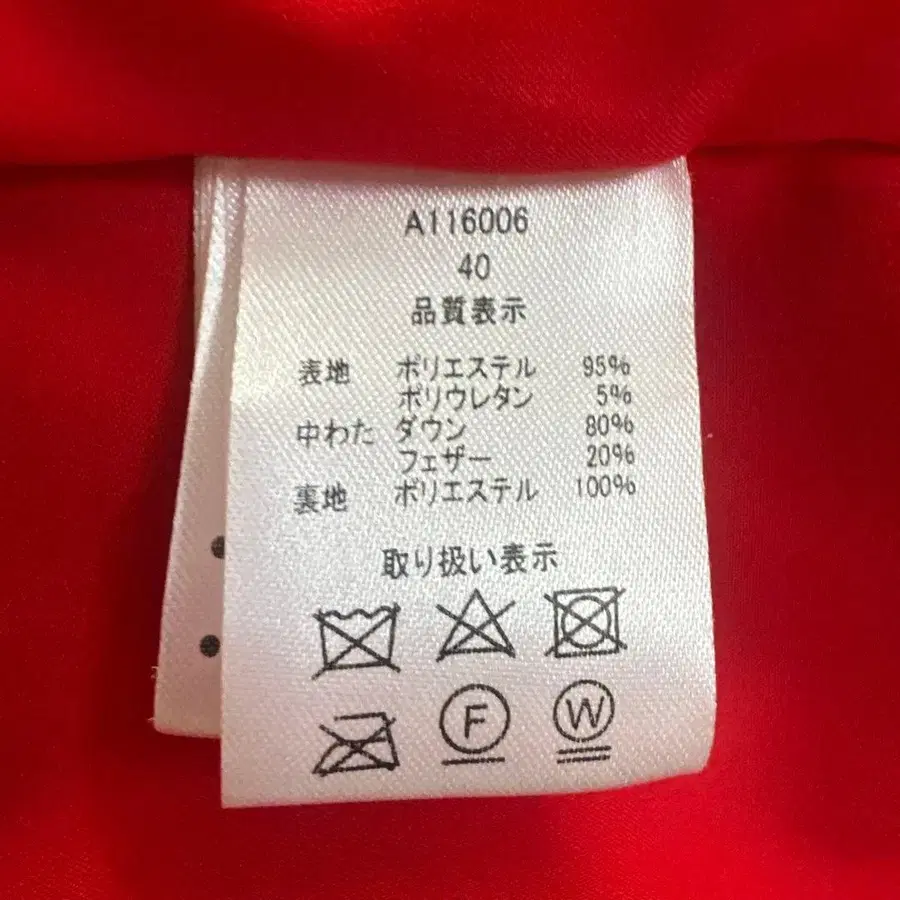 A116006
40
品質表示
表地 ポリエステル 95%
ポリウレタン 5%
中わた ダウン 80%
フェザー 20%
裏地 ポリエステル 100%
取り扱い表示
F W